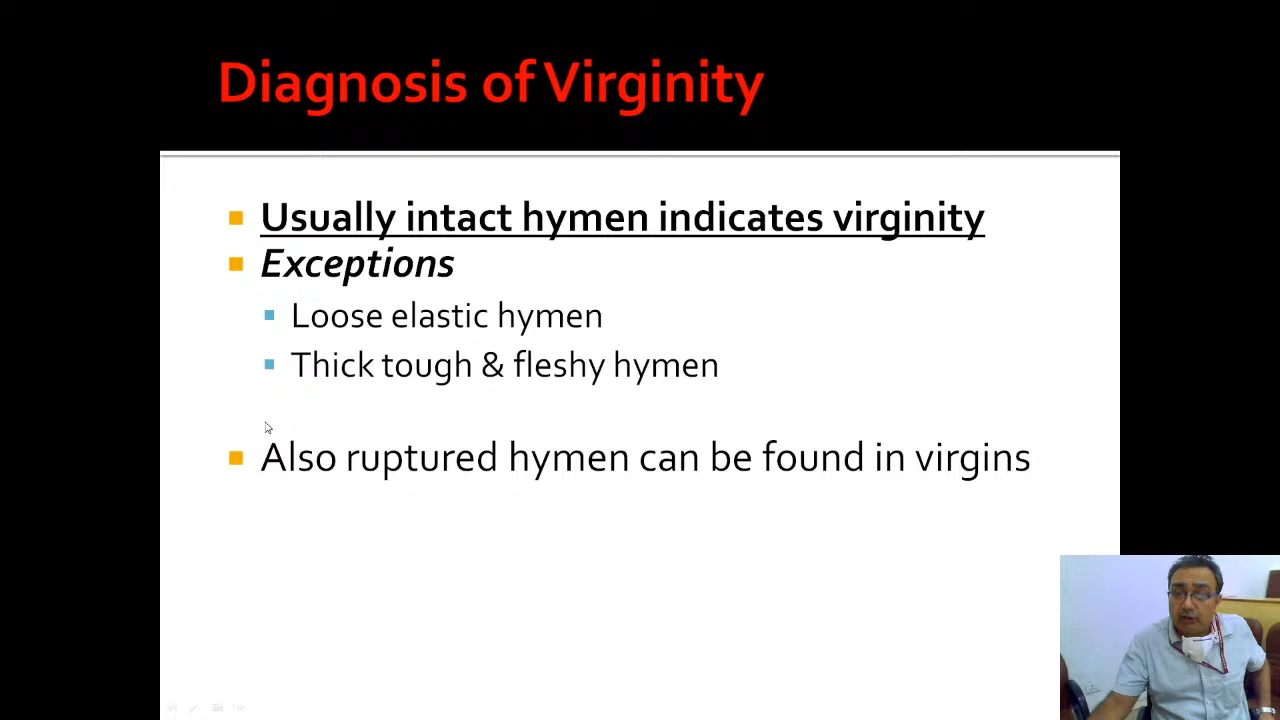 Diagnosis of Virginity
Usually intact hymen indicates virginity
Exceptions
Loose elastic hymen
Thick tough & fleshy hymen
Also ruptured hymen can be found in virgins